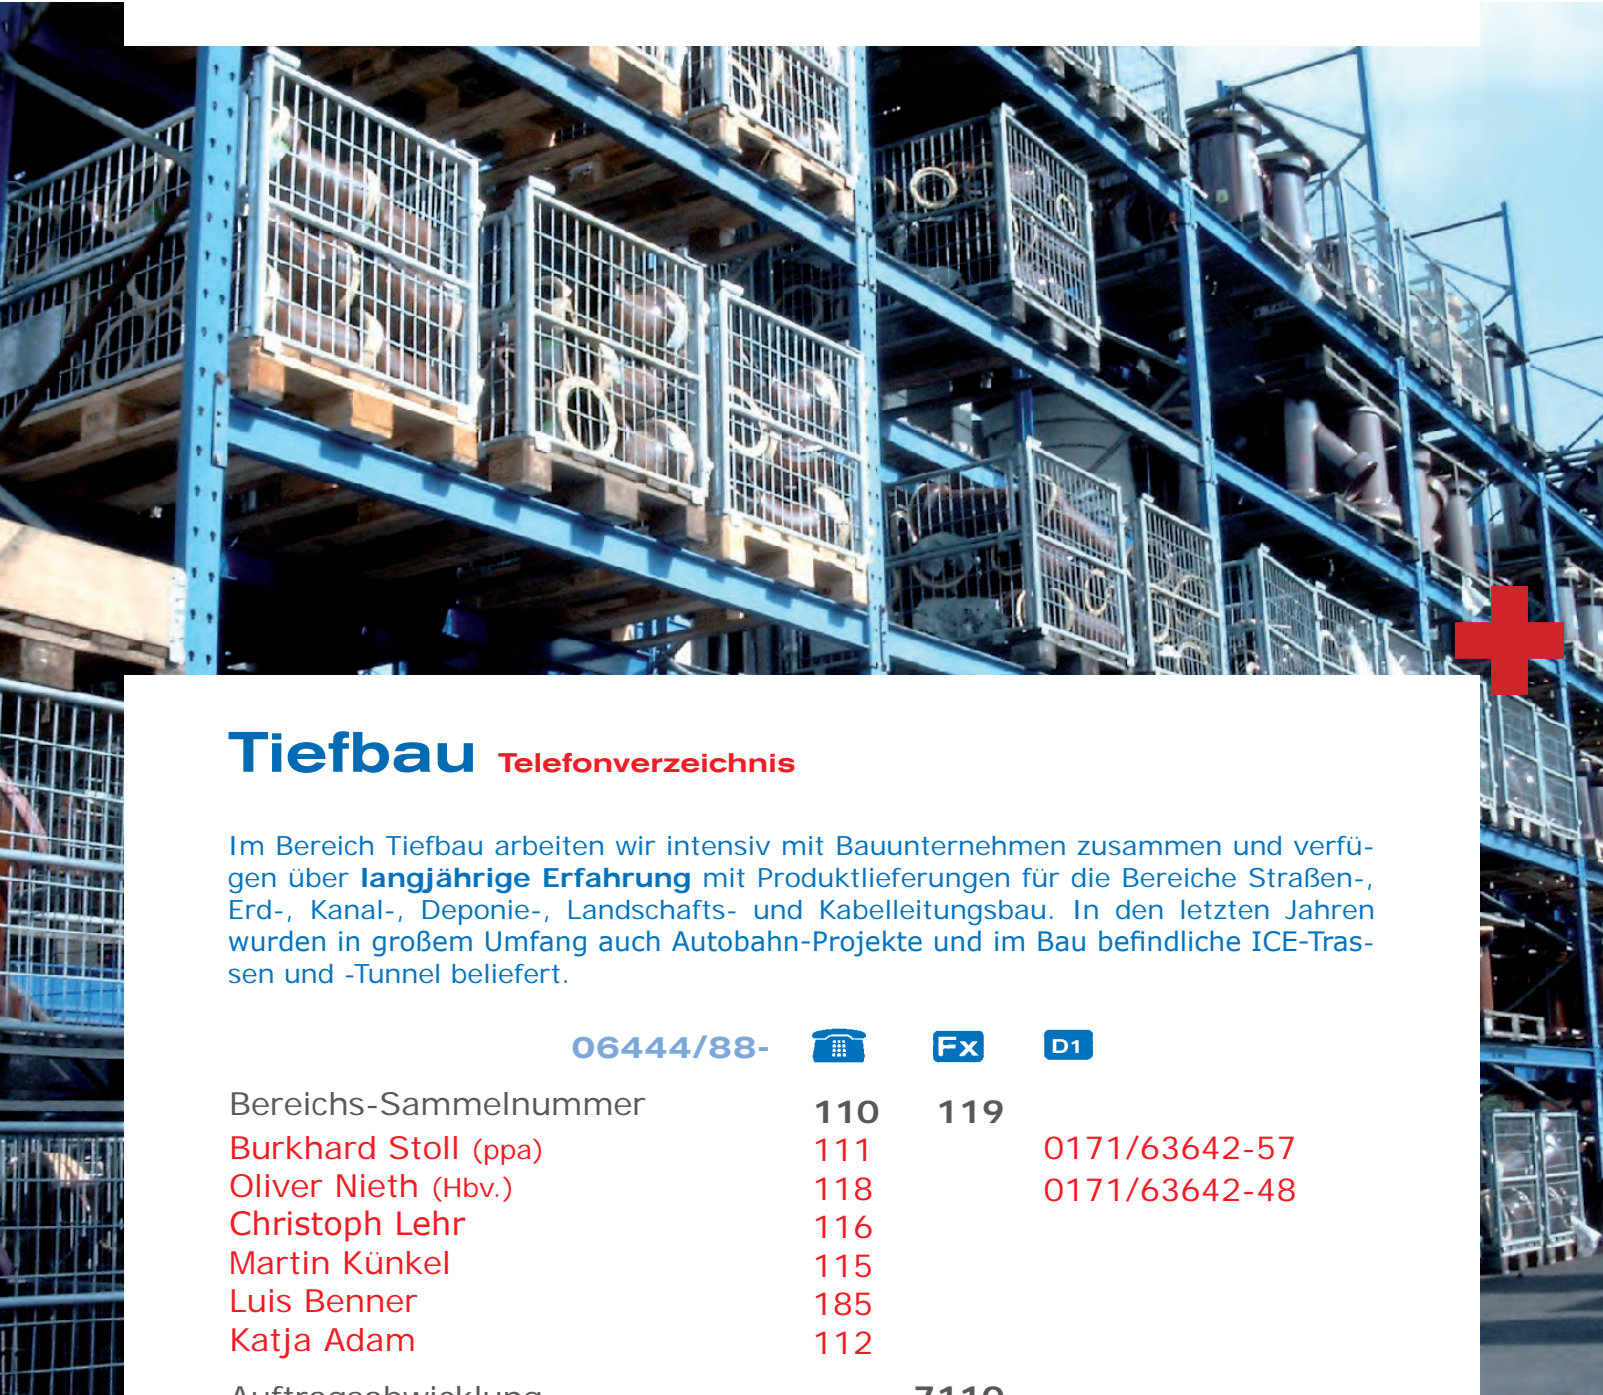 Tiefbau Telefonverzeichnis
Im Bereich Tiefbau arbeiten wir intensiv mit Bauunternehmen zusammen und verfü-
gen über langjährige Erfahrung mit Produktlieferungen für die Bereiche Straßen-,
Erd-, Kanal-, Deponie-, Landschafts- und Kabelleitungsbau. In den letzten Jahren
wurden in großem Umfang auch Autobahn-Projekte und im Bau befindliche ICE-Tras-
sen und -Tunnel beliefert.
06444/88- Fx D1
Bereichs-Sammelnummer 110 119
Burkhard Stoll (ppa) 111 0171/63642-57
Oliver Nieth (Hbv.) 118 0171/63642-48
Christoph Lehr 116
Martin Künkel 115
Luis Benner 185
Katja Adam 112
Auftragsabwicklung 7119